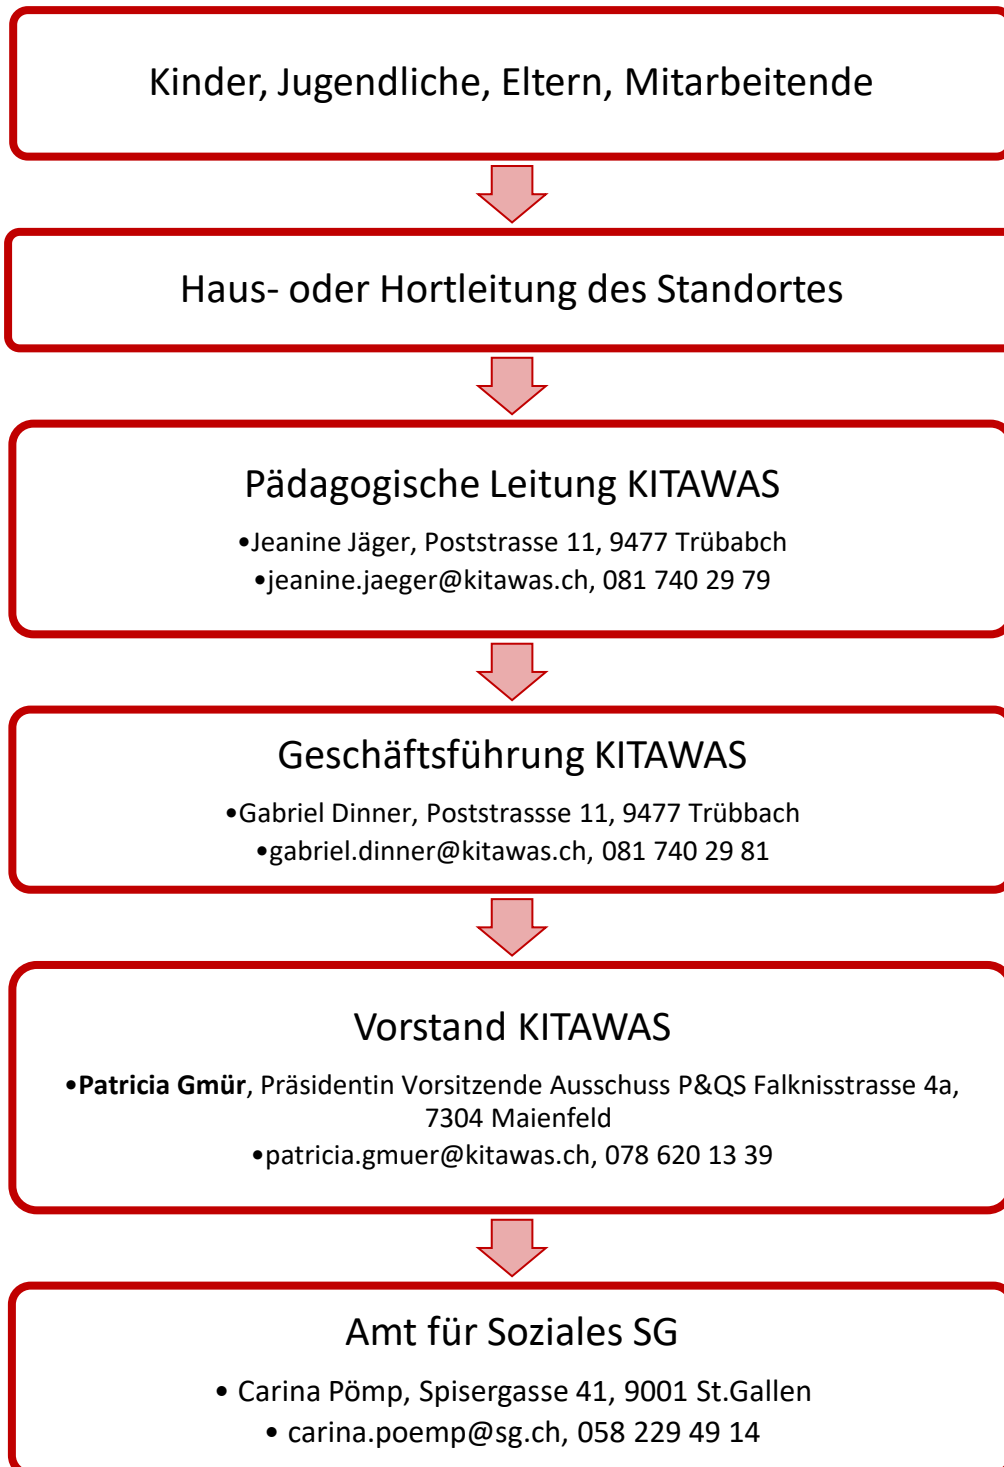 Kinder, Jugendliche, Eltern, Mitarbeitende
Haus- oder Hortleitung des Standortes
Pädagogische Leitung KITAWAS
•Jeanine Jäger, Poststrasse 11, 9477 Trübabch
•jeanine.jaeger@kitawas.ch, 081 740 29 79
Geschäftsführung KITAWAS
•Gabriel Dinner, Poststrassse 11, 9477 Trübbach
•gabriel.dinner@kitawas.ch, 081 740 29 81
Vorstand KITAWAS
•Patricia Gmür, Präsidentin Vorsitzende Ausschuss P&QS Falknisstrasse 4a,
7304 Maienfeld
•patricia.gmuer@kitawas.ch, 078 620 13 39
Amt für Soziales SG
• Carina Pömp, Spisergasse 41, 9001 St.Gallen
• carina.poemp@sg.ch, 058 229 49 14